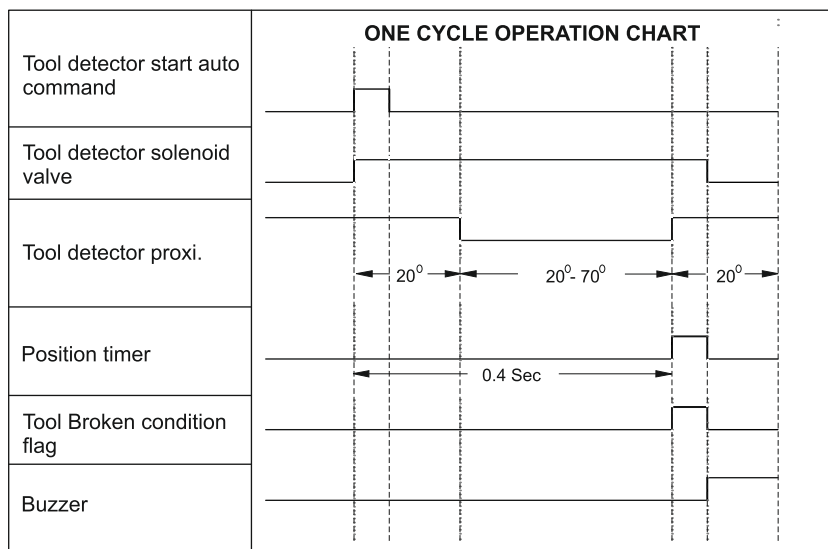 ONE CYCLE OPERATION CHART
Tool detector start auto
command
Tool detector solenoid
valve
Tool detector proxi.
20⁰
20⁰- 70⁰
20⁰
Position timer
0.4 Sec
Tool Broken condition
flag
Buzzer